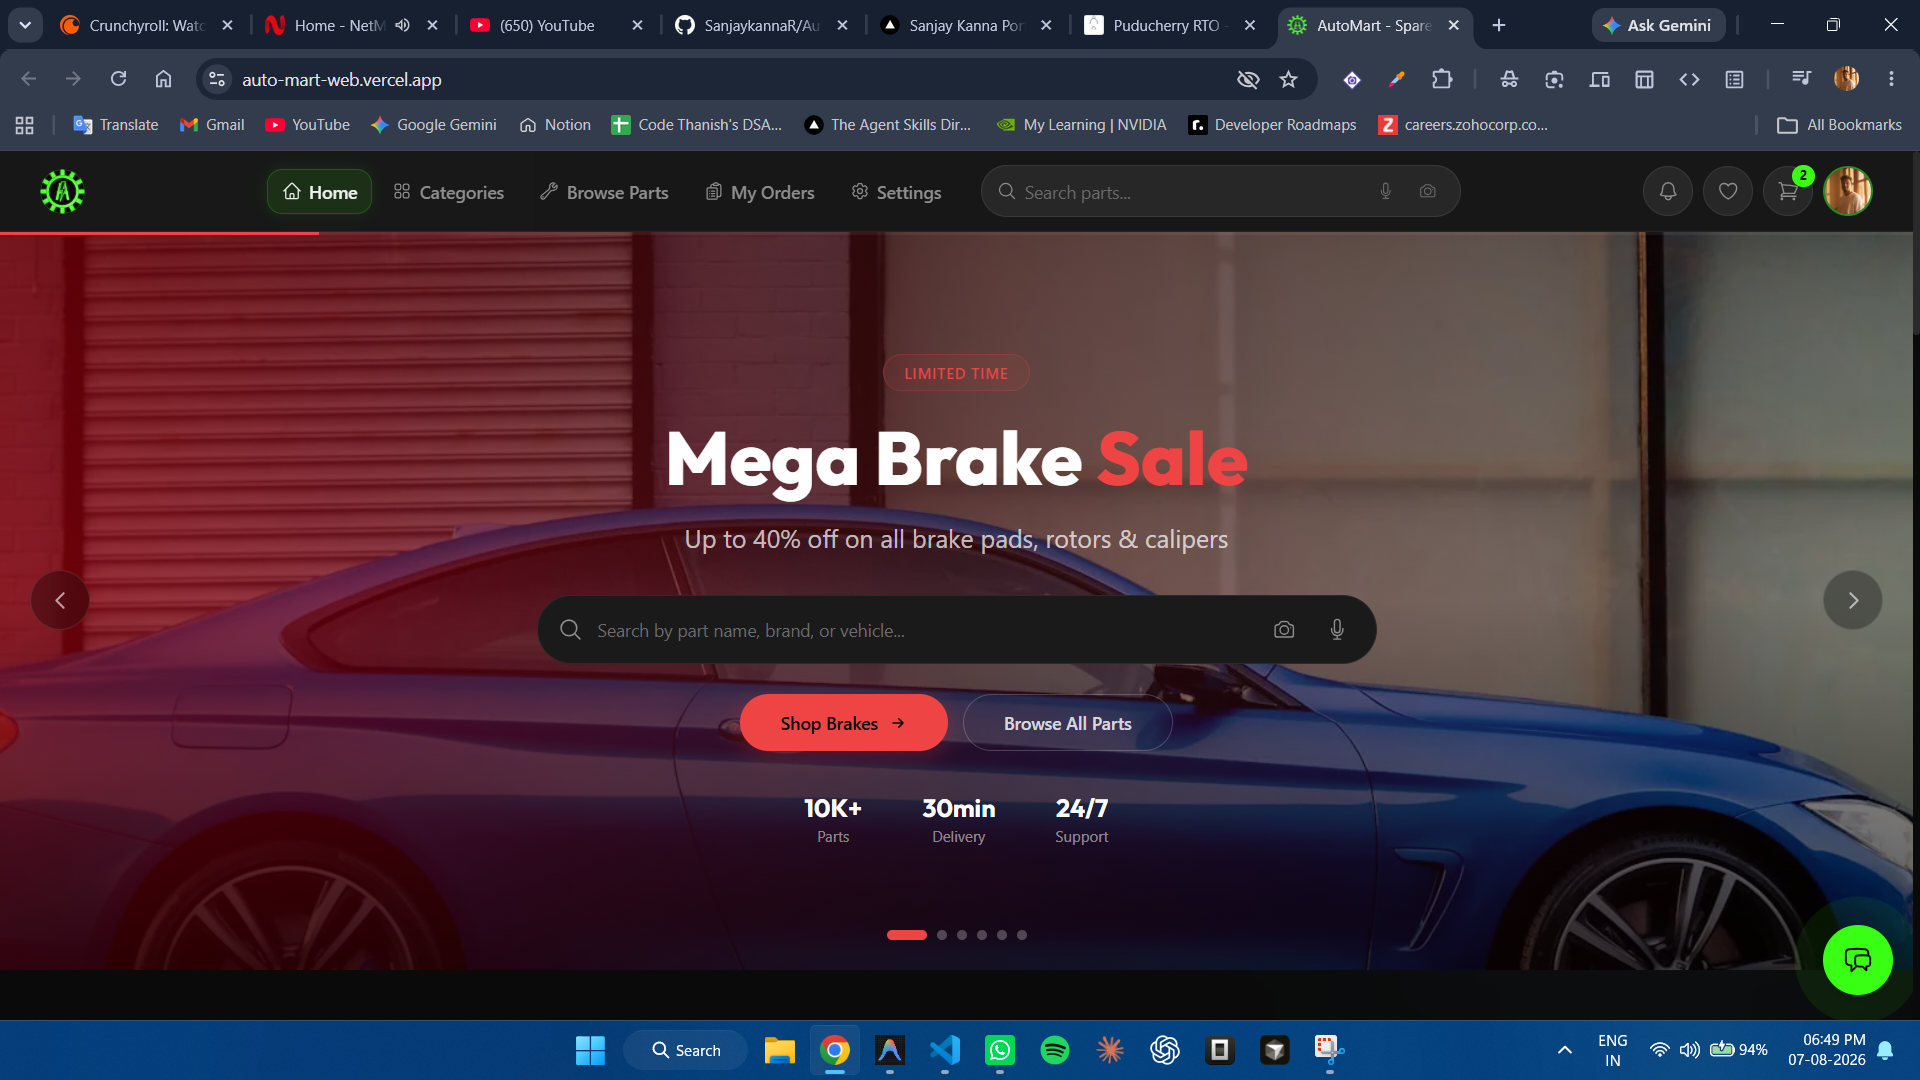 Crunchyroll: Watc
Home - NetM
(650) YouTube
SanjaykannaR/Au
Sanjay Kanna Por
Puducherry RTO -
AutoMart - Spare
Ask Gemini
auto-mart-web.vercel.app
Translate
Gmail
YouTube
Google Gemini
Notion
Code Thanish's DSA...
The Agent Skills Dir...
My Learning | NVIDIA
Developer Roadmaps
careers.zohocorp.co...
All Bookmarks
Home
Categories
Browse Parts
My Orders
Settings
Search parts...
2
LIMITED TIME
Mega Brake Sale
Up to 40% off on all brake pads, rotors & calipers
Search by part name, brand, or vehicle...
Shop Brakes →
Browse All Parts
10K+
Parts
30min
Delivery
24/7
Support
Search
ENG
IN
94%
06:49 PM
07-08-2026